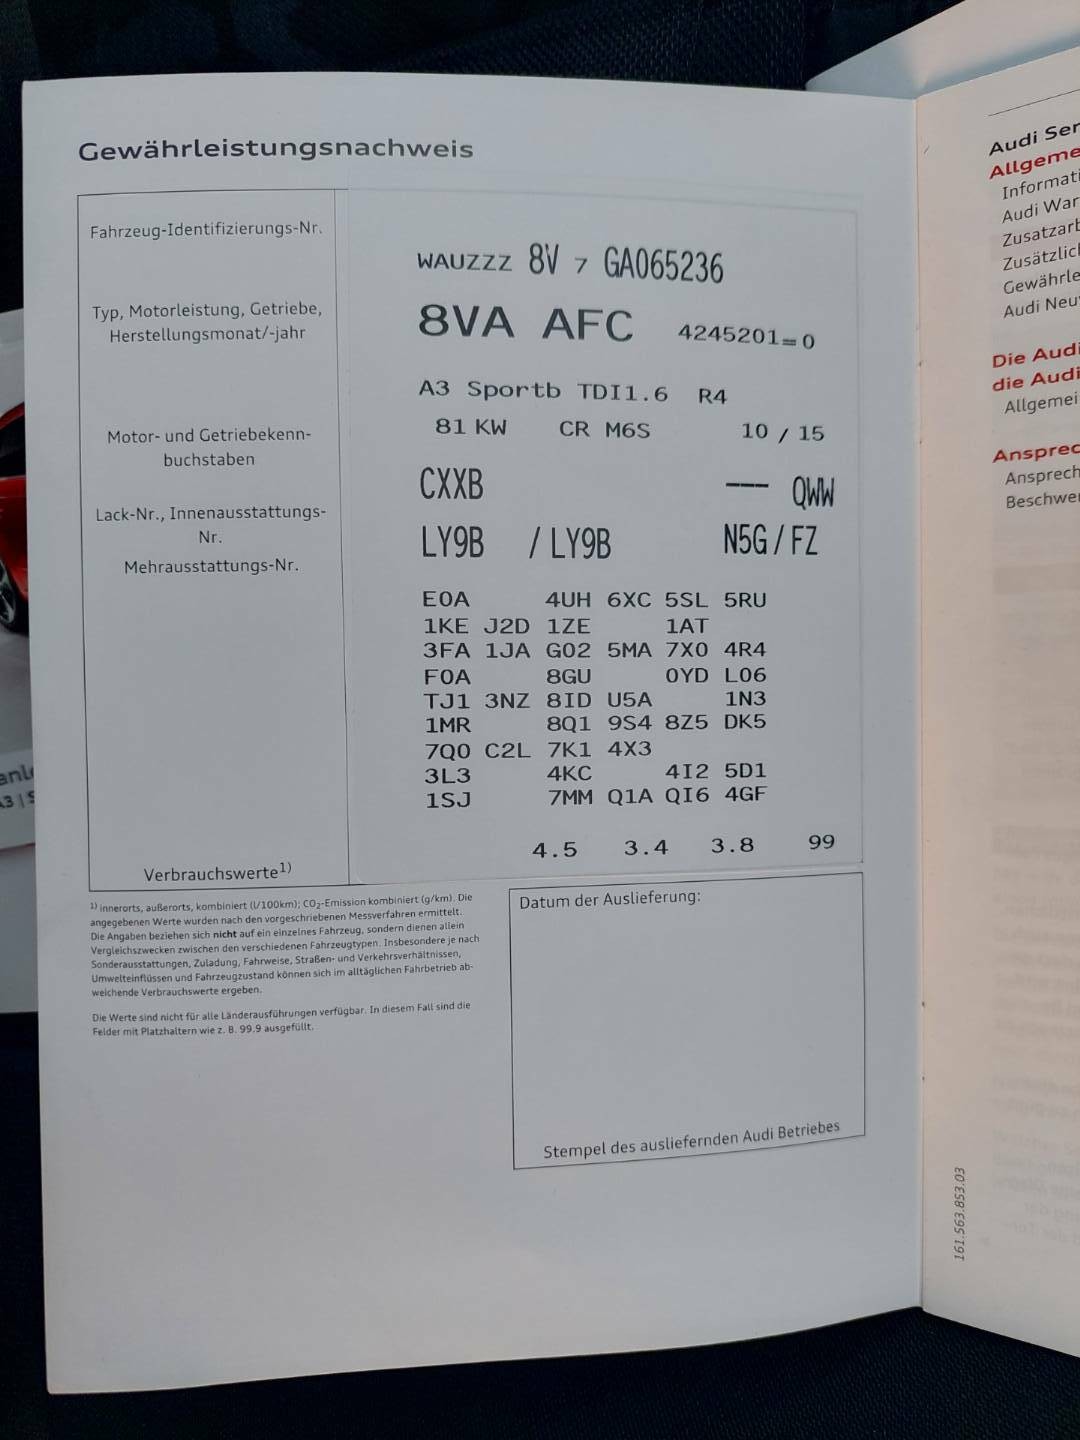 Gewährleistungsnachweis
Fahrzeug-Identifizierungs-Nr.
WAUZZZ 8V 7 GA065236
Typ, Motorleistung, Getriebe,
Herstellungsmonat/-jahr
8VA AFC 4245201=0
A3 Sportb TDI1.6 R4
81 KW CR M6S 10 / 15
Motor- und Getriebekenn-
buchstaben
CXXB --- QWW
Lack-Nr., Innenausstattungs-
Nr.
LY9B / LY9B N5G / FZ
Mehrausstattungs-Nr.
E0A 4UH 6XC 5SL 5RU
1KE J2D 1ZE 1AT
3FA 1JA G02 5MA 7X0 4R4
F0A 8GU 0YD L06
TJ1 3NZ 8ID U5A 1N3
1MR 8Q1 9S4 8Z5 DK5
7Q0 C2L 7K1 4X3
3L3 4KC 4I2 5D1
1SJ 7MM Q1A QI6 4GF
Verbrauchswerte1)
4.5 3.4 3.8 99
1) innerorts, außerorts, kombiniert (l/100km); CO2-Emission kombiniert (g/km). Die
angegebenen Werte wurden nach den vorgeschriebenen Messverfahren ermittelt.
Die Angaben beziehen sich nicht auf ein einzelnes Fahrzeug, sondern dienen allein
Vergleichszwecken zwischen den verschiedenen Fahrzeugtypen. Insbesondere je nach
Sonderausstattungen, Zuladung, Fahrweise, Straßen- und Verkehrsverhältnissen,
Umwelteinflüssen und Fahrzeugzustand können sich im alltäglichen Fahrbetrieb ab-
weichende Verbrauchswerte ergeben.
Die Werte sind nicht für alle Länderausführungen verfügbar. In diesem Fall sind die
Felder mit Platzhaltern wie z. B. 99.9 ausgefüllt.
Datum der Auslieferung:
Stempel des ausliefernden Audi Betriebes
Audi Ser
Allgeme
Informati
Audi War
Zusatzarb
Zusätzlich
Gewährle
Audi Neu
Die Audi
die Audi
Allgemei
Ansprec
Ansprech
Beschwer
161.563.853.03